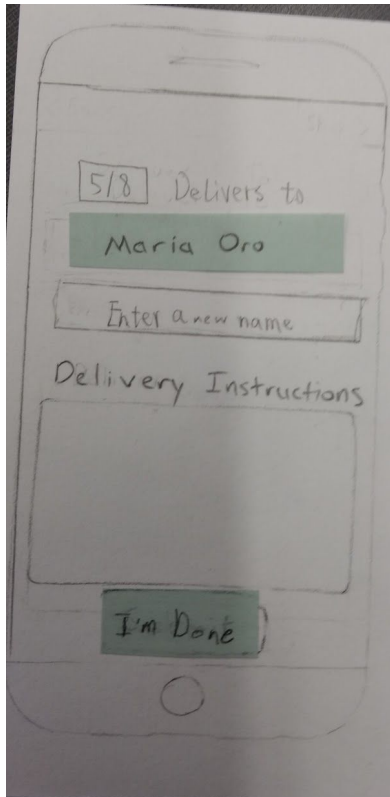 5/8 Delivers to
Maria Oro
Enter a new name
Delivery Instructions
I'm Done